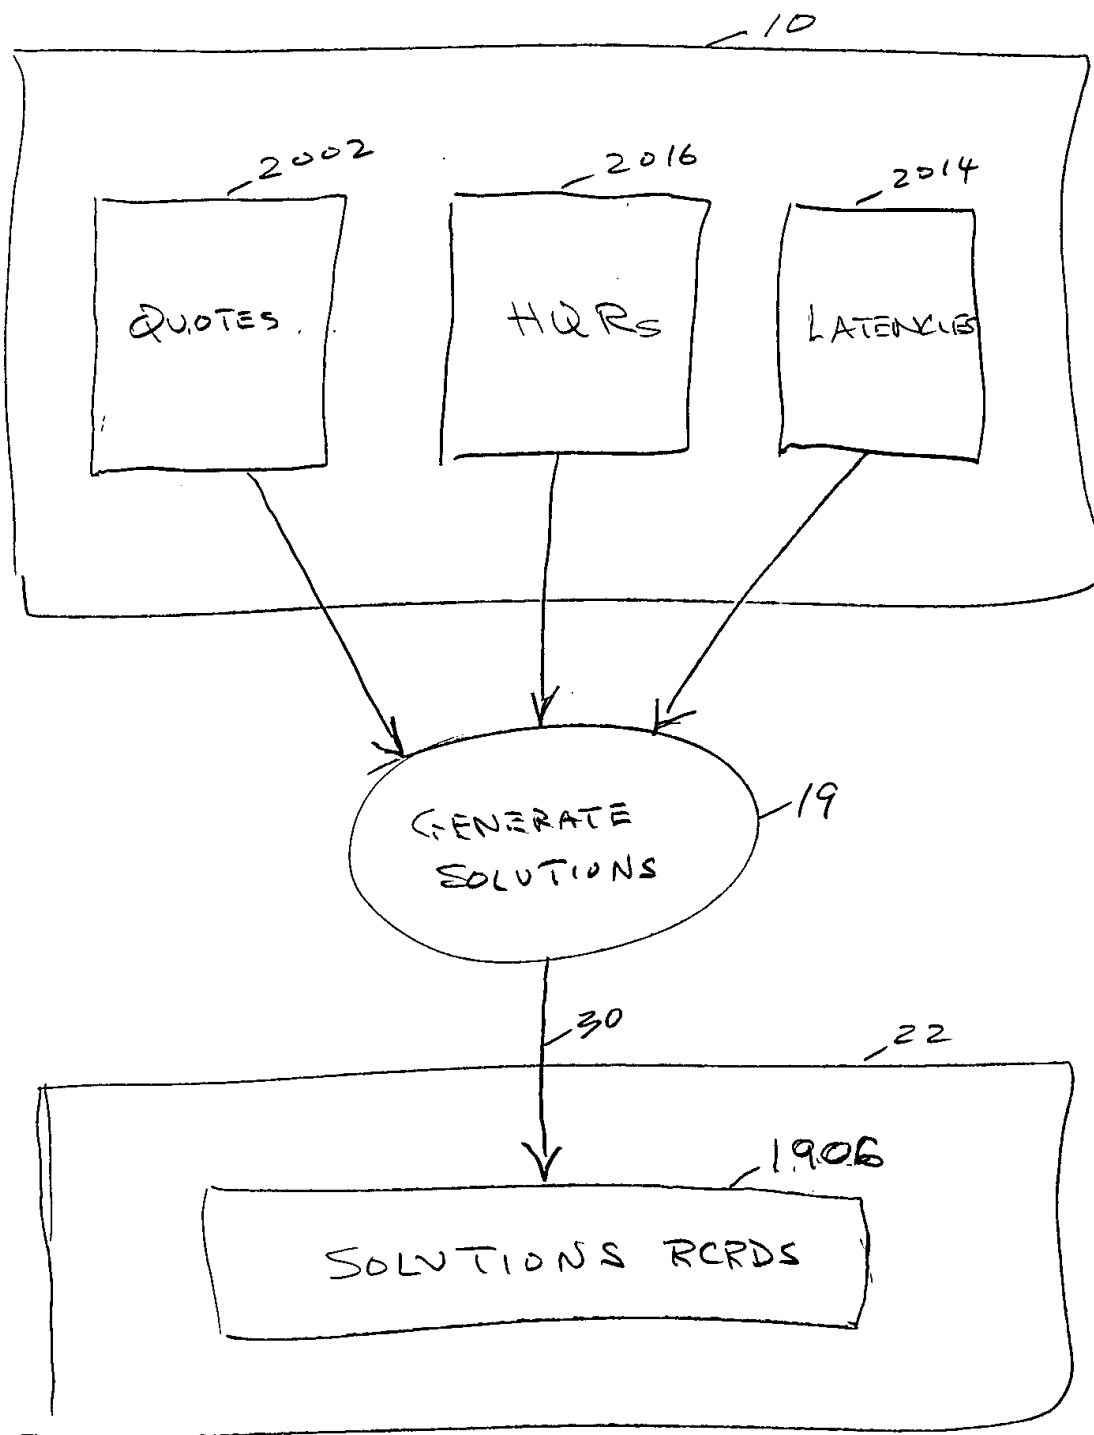 10
2002
2016
2014
QUOTES
HQRs
LATENCIES
19
GENERATE
SOLUTIONS
30
22
1906
SOLUTIONS RCRDS